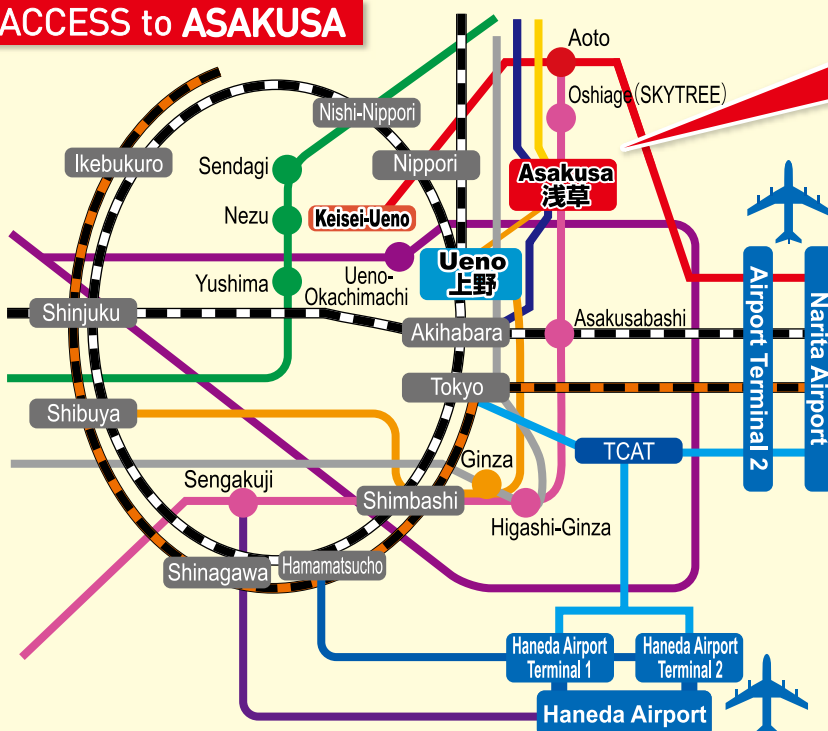 ACCESS to ASAKUSA
Aoto
Oshiage(SKYTREE)
Nishi-Nippori
Ikebukuro
Sendagi
Nippori
Asakusa
浅草
Nezu
Keisei-Ueno
Ueno
上野
Yushima
Ueno-
Okachimachi
Shinjuku
Akihabara
Asakusabashi
Airport Terminal 2
Narita Airport
Tokyo
Shibuya
TCAT
Ginza
Sengakuji
Shimbashi
Higashi-Ginza
Shinagawa
Hamamatsucho
Haneda Airport
Terminal 1
Haneda Airport
Terminal 2
Haneda Airport